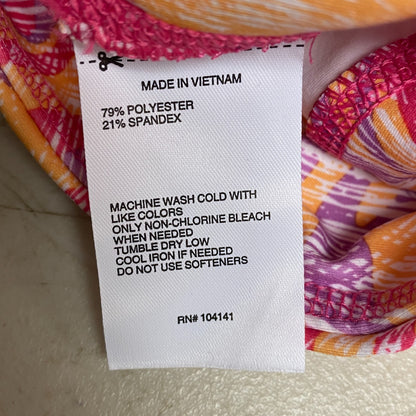 MADE IN VIETNAM
79% POLYESTER
21% SPANDEX
MACHINE WASH COLD WITH
LIKE COLORS
ONLY NON-CHLORINE BLEACH
WHEN NEEDED
TUMBLE DRY LOW
COOL IRON IF NEEDED
DO NOT USE SOFTENERS
RN# 104141